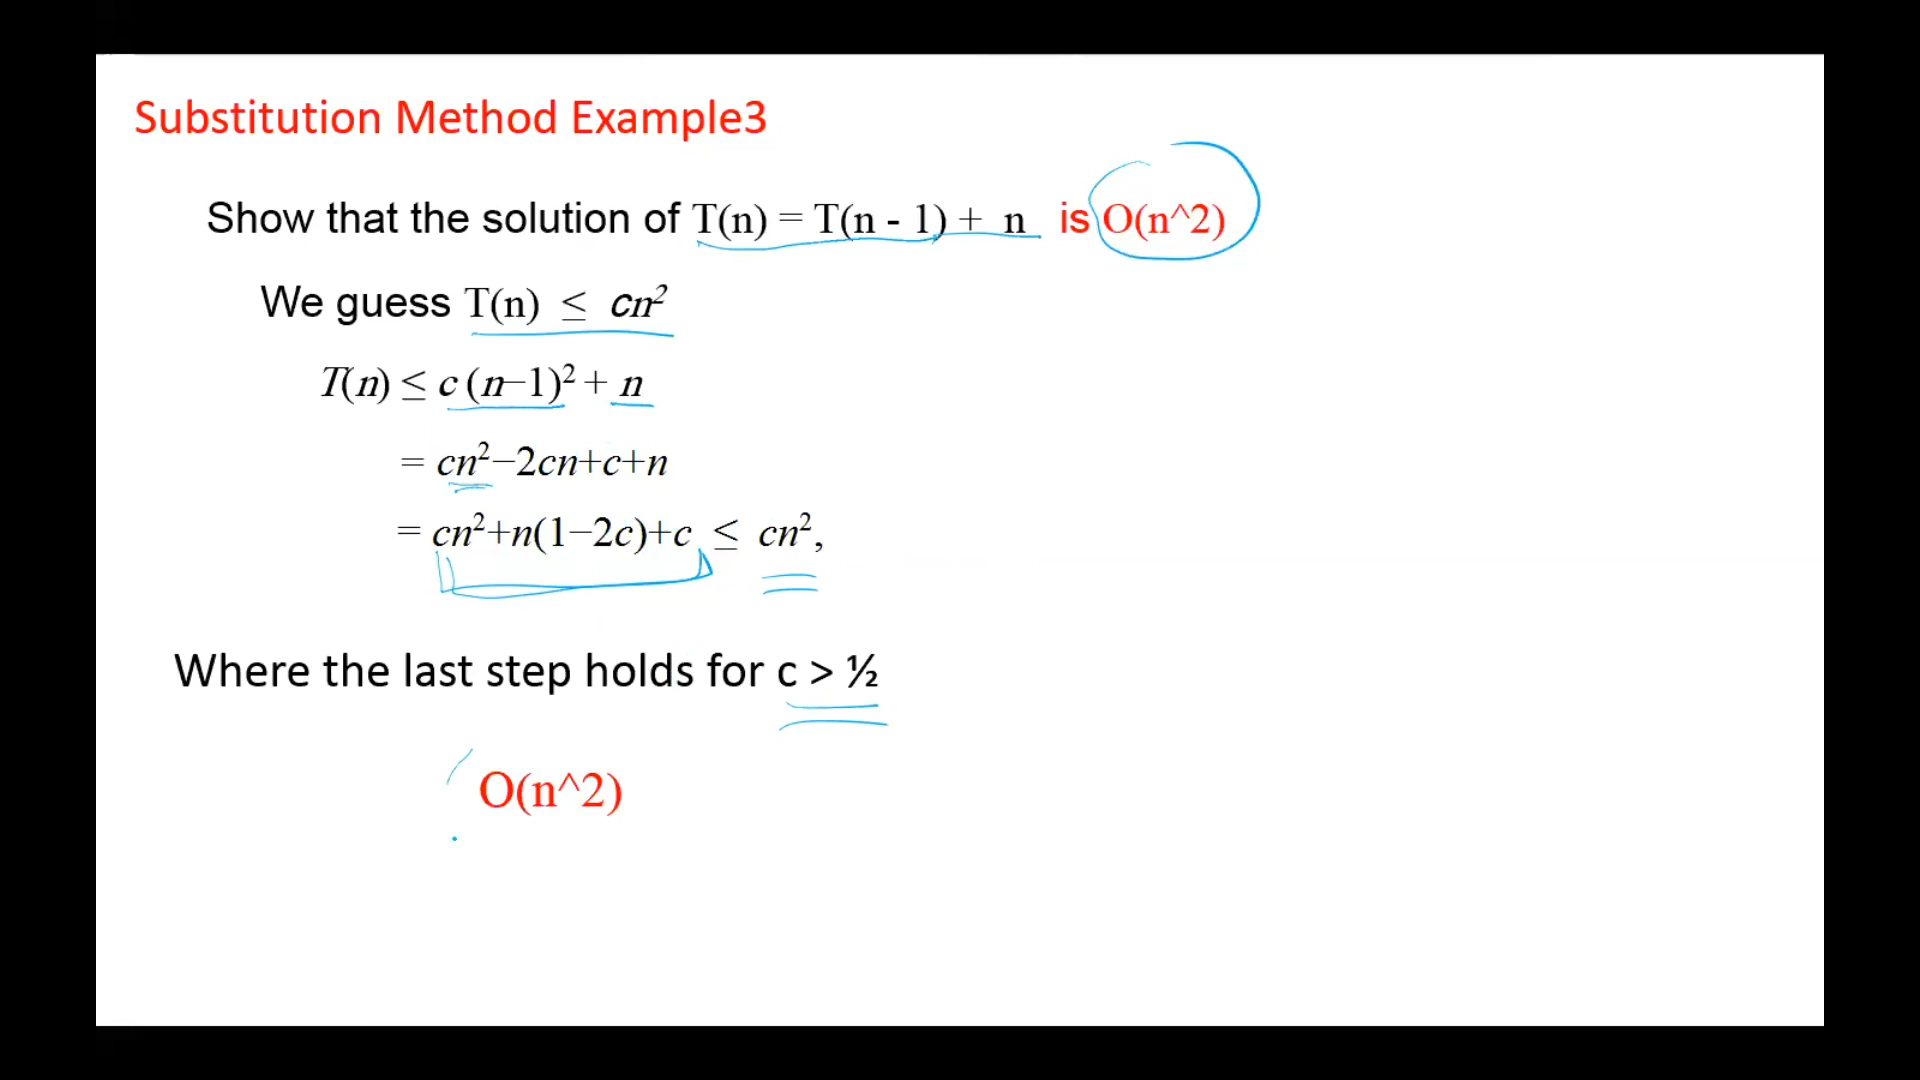 Substitution Method Example3
Show that the solution of T(n) = T(n - 1) + n is O(n^2)
We guess T(n) ≤ cn²
T(n) ≤ c (n−1)² + n
= cn²−2cn+c+n
= cn²+n(1−2c)+c ≤ cn²,
Where the last step holds for c > ½
O(n^2)